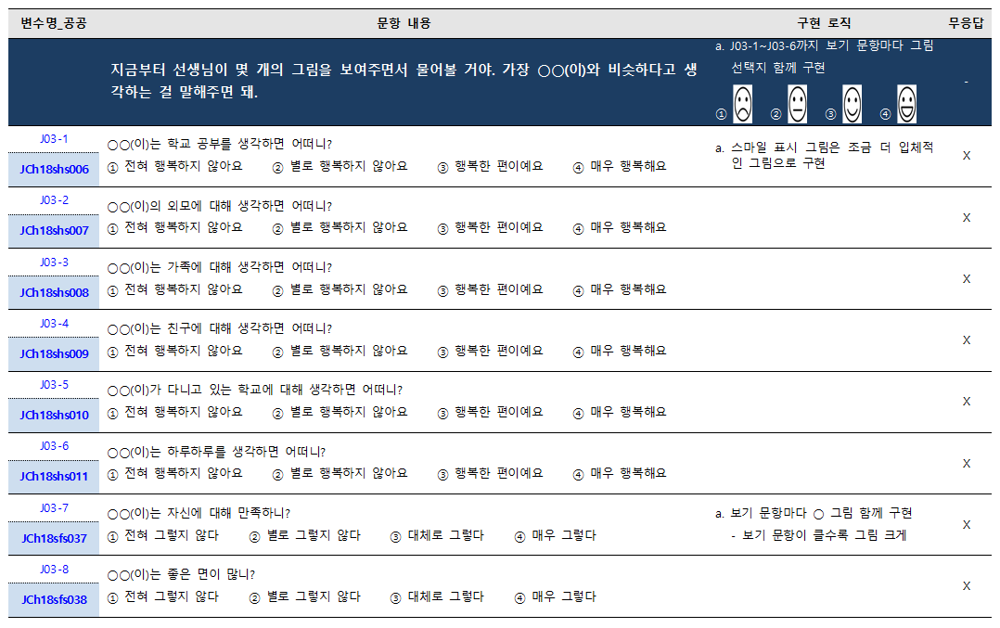 변수명_공공 문항 내용 구현 로직 무응답
지금부터 선생님이 몇 개의 그림을 보여주면서 물어볼 거야. 가장 ○○(이)와 비슷하다고 생
각하는 걸 말해주면 돼.
a. J03-1~J03-6까지 보기 문항마다 그림
선택지 함께 구현
① ② ③ ④
-
J03-1
JCh18shs006
○○(이)는 학교 공부를 생각하면 어떠니?
① 전혀 행복하지 않아요 ② 별로 행복하지 않아요 ③ 행복한 편이예요 ④ 매우 행복해요
a. 스마일 표시 그림은 조금 더 입체적
인 그림으로 구현
X
J03-2
JCh18shs007
○○(이)의 외모에 대해 생각하면 어떠니?
① 전혀 행복하지 않아요 ② 별로 행복하지 않아요 ③ 행복한 편이예요 ④ 매우 행복해요
X
J03-3
JCh18shs008
○○(이)는 가족에 대해 생각하면 어떠니?
① 전혀 행복하지 않아요 ② 별로 행복하지 않아요 ③ 행복한 편이예요 ④ 매우 행복해요
X
J03-4
JCh18shs009
○○(이)는 친구에 대해 생각하면 어떠니?
① 전혀 행복하지 않아요 ② 별로 행복하지 않아요 ③ 행복한 편이예요 ④ 매우 행복해요
X
J03-5
JCh18shs010
○○(이)가 다니고 있는 학교에 대해 생각하면 어떠니?
① 전혀 행복하지 않아요 ② 별로 행복하지 않아요 ③ 행복한 편이예요 ④ 매우 행복해요
X
J03-6
JCh18shs011
○○(이)는 하루하루를 생각하면 어떠니?
① 전혀 행복하지 않아요 ② 별로 행복하지 않아요 ③ 행복한 편이예요 ④ 매우 행복해요
X
J03-7
JCh18sfs037
○○(이)는 자신에 대해 만족하니?
① 전혀 그렇지 않다 ② 별로 그렇지 않다 ③ 대체로 그렇다 ④ 매우 그렇다
a. 보기 문항마다 ○ 그림 함께 구현
- 보기 문항이 클수록 그림 크게
X
J03-8
JCh18sfs038
○○(이)는 좋은 면이 많니?
① 전혀 그렇지 않다 ② 별로 그렇지 않다 ③ 대체로 그렇다 ④ 매우 그렇다
X